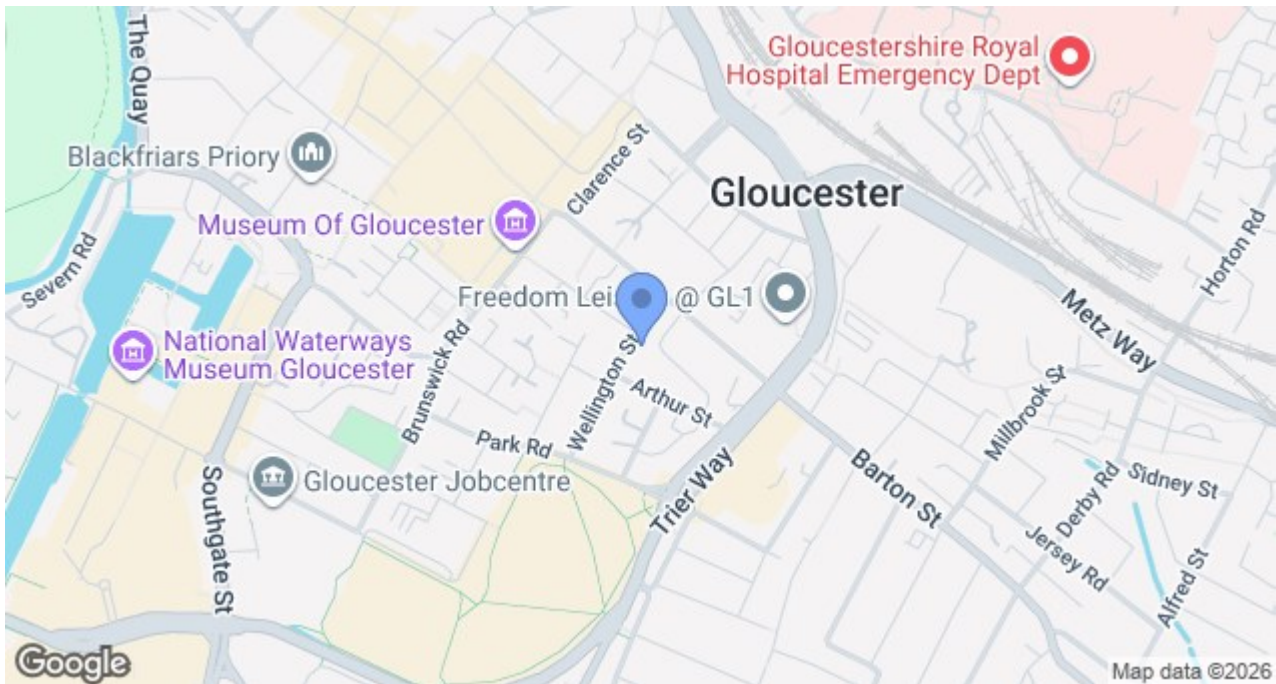 The Quay
Gloucestershire Royal
Hospital Emergency Dept
Blackfriars Priory
Clarence St
Gloucester
Museum Of Gloucester
Horton Rd
Severn Rd
Freedom Lei
@ GL1
Metz Way
National Waterways
Museum Gloucester
Brunswick Rd
Wellington St
Arthur St
Millbrook St
Park Rd
Gloucester Jobcentre
Southgate St
Trier Way
Barton St
Sidney St
Derby Rd
Jersey Rd
Alfred St
Google
Map data ©2026